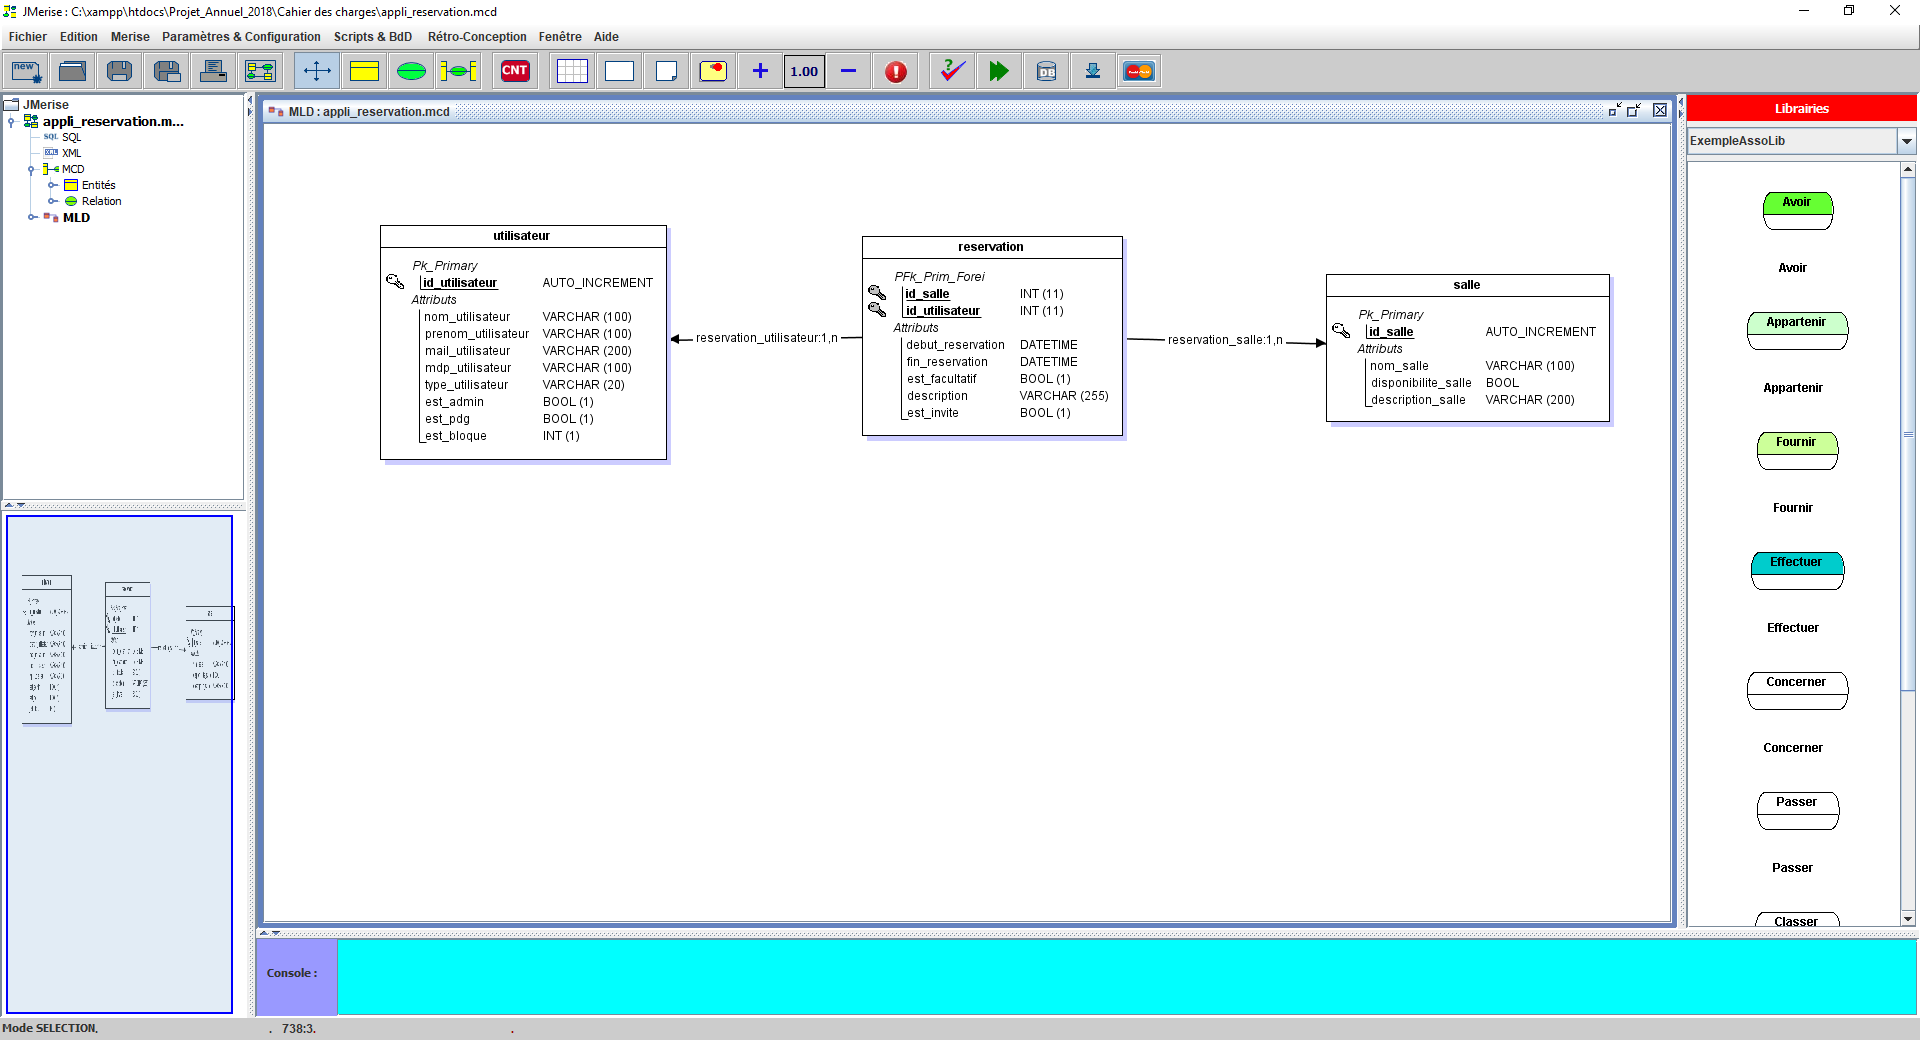 JMerise : C:\xampp\htdocs\Projet_Annuel_2018\Cahier des charges\appli_reservation.mcd
Fichier Edition Merise Paramètres & Configuration Scripts & BdD Rétro-Conception Fenêtre Aide
new CNT 1.00 DB
JMerise
appli_reservation.m...
SQL SQL
XML
MCD
Entités
Relation
MLD
MLD : appli_reservation.mcd
utilisateur
Pk_Primary
id_utilisateur AUTO_INCREMENT
Attributs
nom_utilisateur VARCHAR (100)
prenom_utilisateur VARCHAR (100)
mail_utilisateur VARCHAR (200)
mdp_utilisateur VARCHAR (100)
type_utilisateur VARCHAR (20)
est_admin BOOL (1)
est_pdg BOOL (1)
est_bloque INT (1)
reservation_utilisateur:1,n
reservation
PFk_Prim_Forei
id_salle INT (11)
id_utilisateur INT (11)
Attributs
debut_reservation DATETIME
fin_reservation DATETIME
est_facultatif BOOL (1)
description VARCHAR (255)
est_invite BOOL (1)
reservation_salle:1,n
salle
Pk_Primary
id_salle AUTO_INCREMENT
Attributs
nom_salle VARCHAR (100)
disponibilite_salle BOOL
description_salle VARCHAR (200)
Librairies
ExempleAssoLib
Avoir
Avoir
Appartenir
Appartenir
Fournir
Fournir
Effectuer
Effectuer
Concerner
Concerner
Passer
Passer
Classer
Console :
Mode SELECTION. . 738:3. .